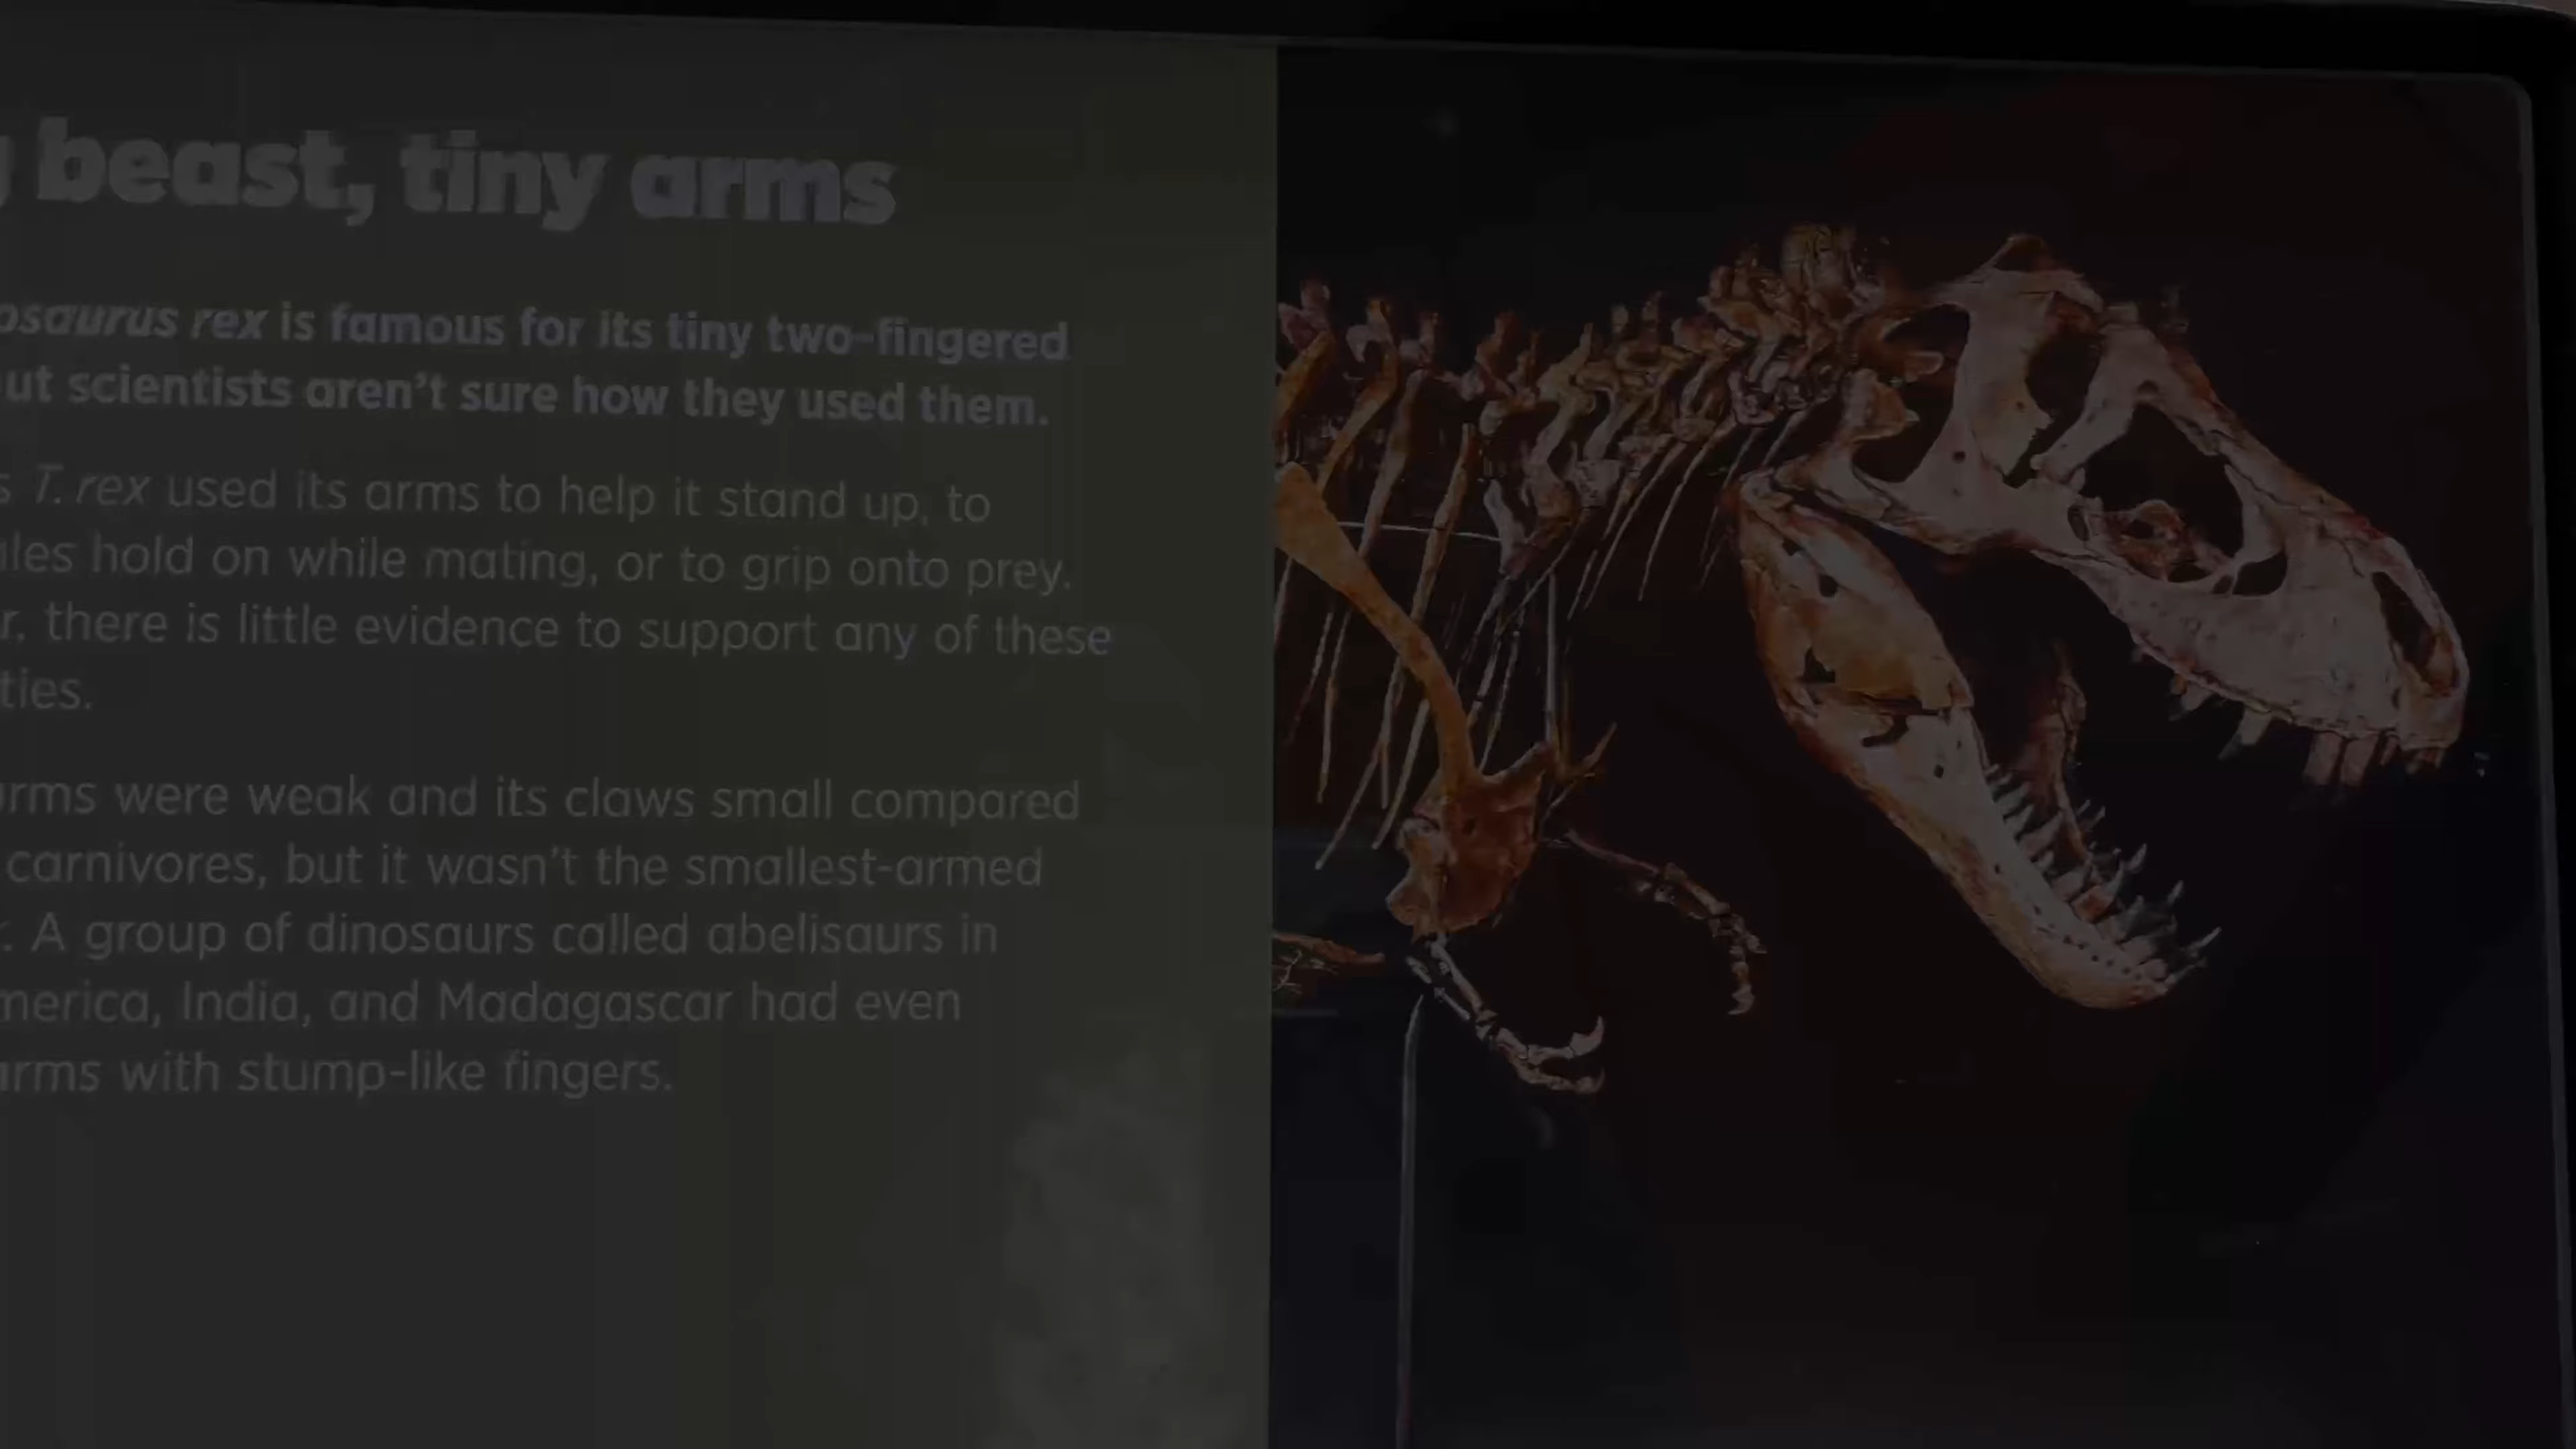 beast, tiny arms
osaurus rex is famous for its tiny two-fingered
ut scientists aren't sure how they used them.
s T. rex used its arms to help it stand up, to
les hold on while mating, or to grip onto prey.
r, there is little evidence to support any of these
ties.
arms were weak and its claws small compared
carnivores, but it wasn't the smallest-armed
r. A group of dinosaurs called abelisaurs in
merica, India, and Madagascar had even
arms with stump-like fingers.